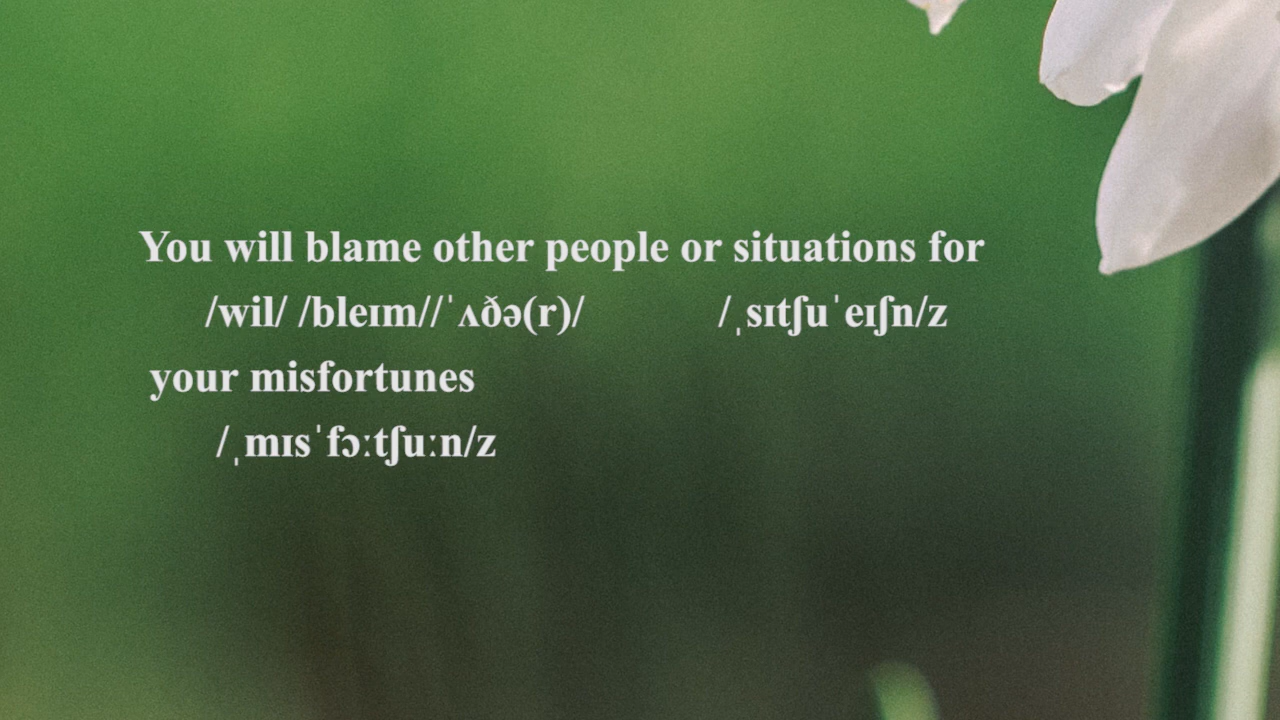 You will blame other people or situations for
/wil/ /bleɪm//ˈʌðə(r)/ /ˌsɪtʃuˈeɪʃn/z
your misfortunes
/ˌmɪsˈfɔːtʃuːn/z